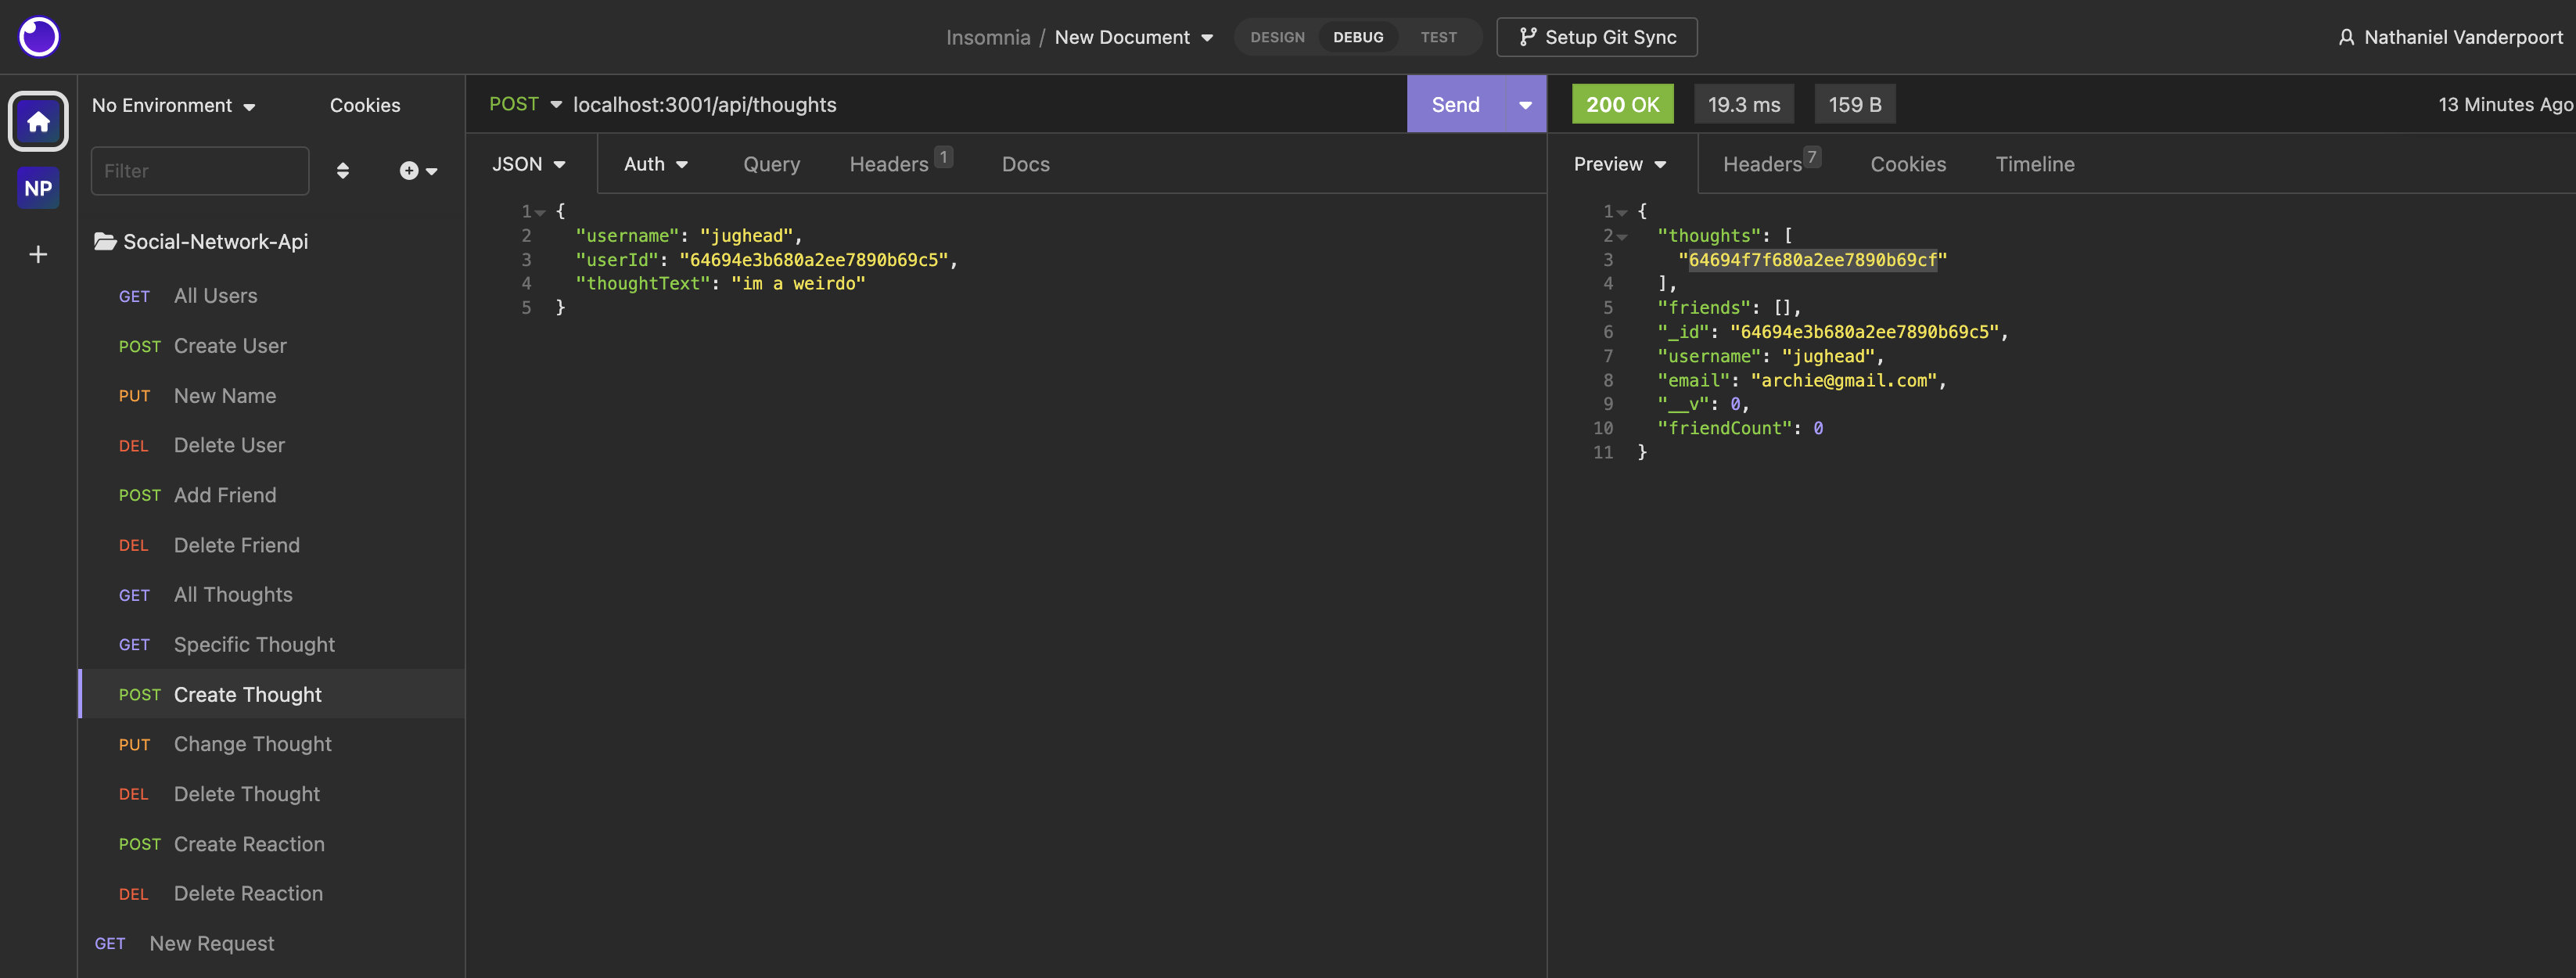 Insomnia / New Document
DESIGN DEBUG TEST
Setup Git Sync
Nathaniel Vanderpoort
NP
No Environment
Cookies
Filter
Social-Network-Api
GET All Users
POST Create User
PUT New Name
DEL Delete User
POST Add Friend
DEL Delete Friend
GET All Thoughts
GET Specific Thought
POST Create Thought
PUT Change Thought
DEL Delete Thought
POST Create Reaction
DEL Delete Reaction
GET New Request
POST localhost:3001/api/thoughts
Send
JSON Auth Query Headers 1 Docs
1 {
2 "username": "jughead",
3 "userId": "64694e3b680a2ee7890b69c5",
4 "thoughtText": "im a weirdo"
5 }
200 OK 19.3 ms 159 B
13 Minutes Ago
Preview Headers 7 Cookies Timeline
1 {
2 "thoughts": [
3 "64694f7f680a2ee7890b69cf"
4 ],
5 "friends": [],
6 "_id": "64694e3b680a2ee7890b69c5",
7 "username": "jughead",
8 "email": "archie@gmail.com",
9 "__v": 0,
10 "friendCount": 0
11 }